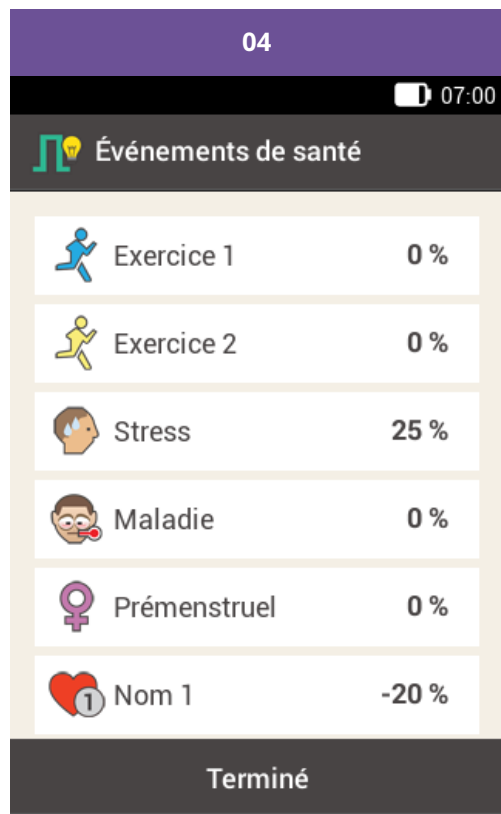 04
07:00
Événements de santé
Exercice 1 0 %
Exercice 2 0 %
Stress 25 %
Maladie 0 %
Prémenstruel 0 %
1 Nom 1 -20 %
Terminé